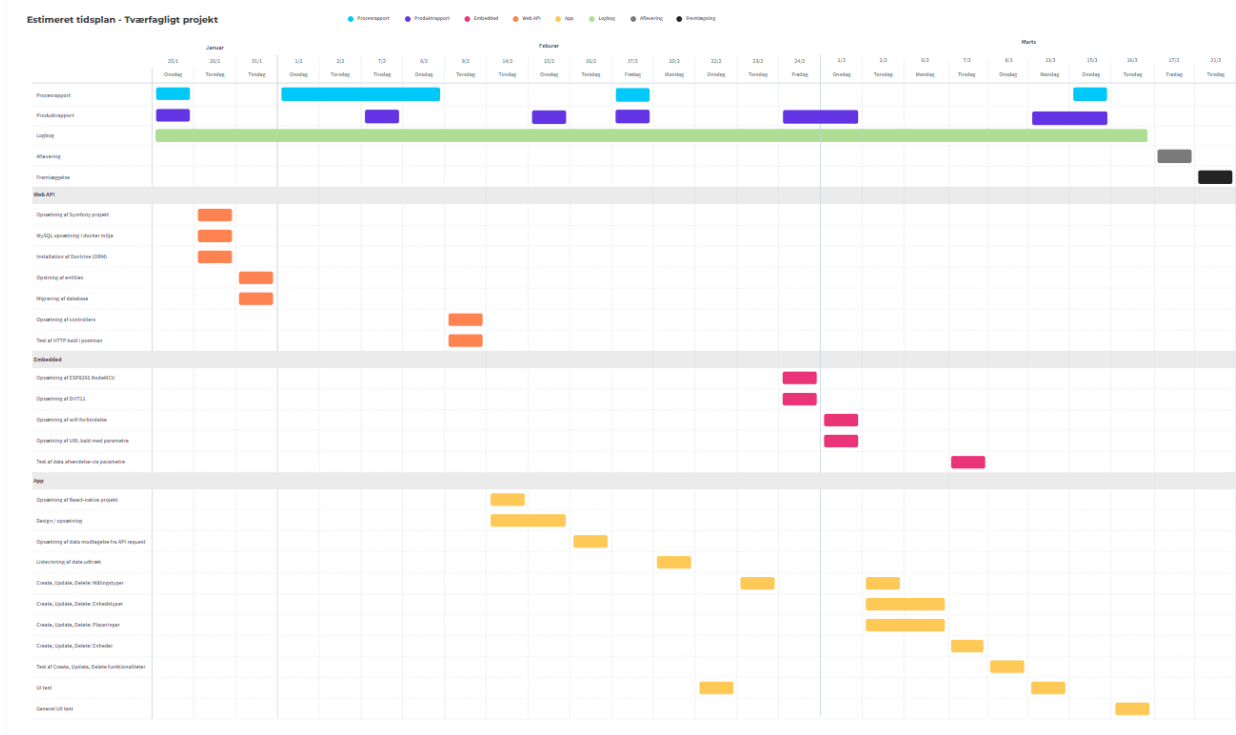 Estimeret tidsplan - Tværfagligt projekt
Procesrapport Produktrapport Embedded Web API App Logbog Aflevering Fremlægning
Januar Feburar Marts
25/1 26/1 31/1 1/2 2/2 7/2 8/2 9/2 14/2 15/2 16/2 17/2 20/2 22/2 23/2 24/2 1/3 2/3 6/3 7/3 8/3 13/3 15/3 16/3 17/3 21/3
Onsdag Torsdag Tirsdag Onsdag Torsdag Tirsdag Onsdag Torsdag Tirsdag Onsdag Torsdag Fredag Mandag Onsdag Torsdag Fredag Onsdag Torsdag Mandag Tirsdag Onsdag Mandag Onsdag Torsdag Fredag Tirsdag
Procesrapport
Produktrapport
Logbog
Aflevering
Fremlæggelse
Web API
Opsætning af Symfony projekt
MySQL opsætning i docker miljø
Installation af Doctrine (ORM)
Opstning af entities
Migrering af database
Opsætning af controllers
Test af HTTP kald i postman
Embedded
Opsætning af ESP8266 NodeMCU
Opsætning af DHT11
Opsætning af wifi forbindelse
Opsætning af URL kald med parametre
Test af data afsendelse via parametre
App
Opsætning af React-native projekt
Design / opsætning
Opsætning af data modtagelse fra API request
Listevisning af data udtræk
Create, Update, Delete: Målingstyper
Create, Update, Delete: Enhedstyper
Create, Update, Delete: Placeringer
Create, Update, Delete: Enheder
Test af Create, Update, Delete funktionaliteter
UI test
Generel UX test